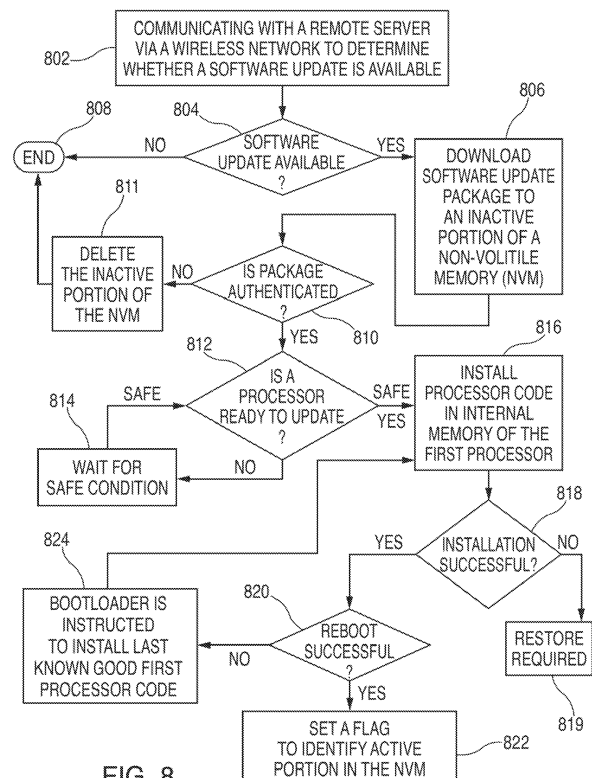 COMMUNICATING WITH A REMOTE SERVER
VIA A WIRELESS NETWORK TO DETERMINE
WHETHER A SOFTWARE UPDATE IS AVAILABLE
802
804
806
808
SOFTWARE
UPDATE AVAILABLE
?
NO
YES
END
DOWNLOAD
SOFTWARE UPDATE
PACKAGE TO
AN INACTIVE
PORTION OF A
NON-VOLITILE
MEMORY (NVM)
811
DELETE
THE INACTIVE
PORTION OF
THE NVM
NO
IS PACKAGE
AUTHENTICATED
?
810
YES
812
816
IS A
PROCESSOR
READY TO UPDATE
?
SAFE
YES
INSTALL
PROCESSOR CODE
IN INTERNAL
MEMORY OF THE
FIRST PROCESSOR
814
SAFE
WAIT FOR
SAFE CONDITION
NO
818
INSTALLATION
SUCCESSFUL?
YES
NO
824
BOOTLOADER IS
INSTRUCTED
TO INSTALL LAST
KNOWN GOOD FIRST
PROCESSOR CODE
820
REBOOT
SUCCESSFUL
?
NO
YES
RESTORE
REQUIRED
819
SET A FLAG
TO IDENTIFY ACTIVE
PORTION IN THE NVM
822
FIG. 8